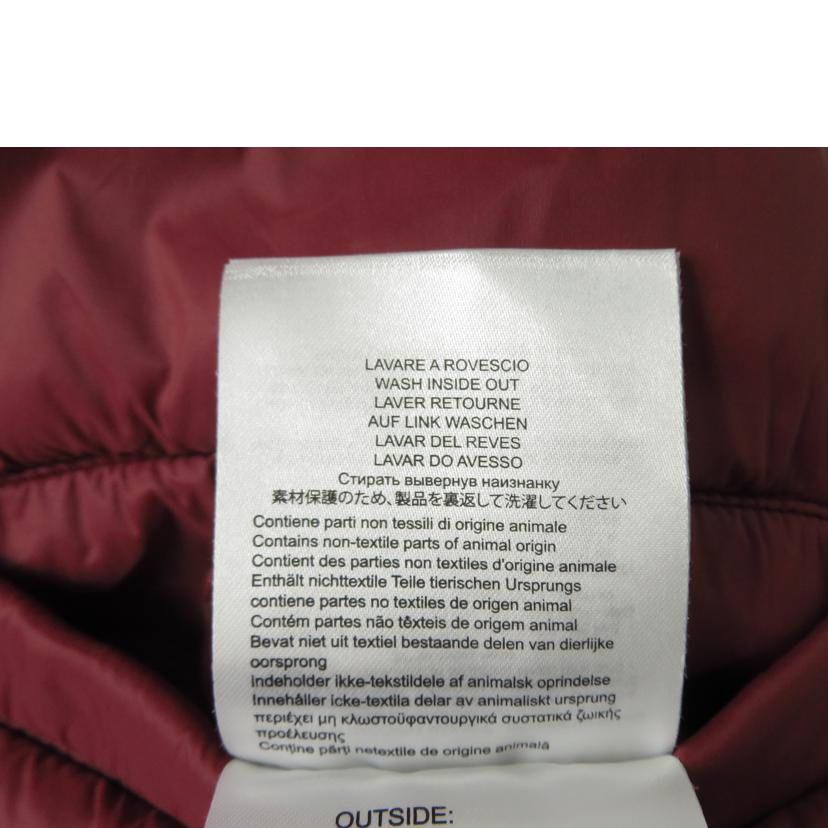 LAVARE A ROVESCIO
WASH INSIDE OUT
LAVER RETOURNE
AUF LINK WASCHEN
LAVAR DEL REVES
LAVAR DO AVESSO
Стирать вывернув наизнанку
素材保護のため、製品を裏返して洗濯してください
Contiene parti non tessili di origine animale
Contains non-textile parts of animal origin
Contient des parties non textiles d'origine animale
Enthält nichttextile Teile tierischen Ursprungs
contiene partes no textiles de origen animal
Contém partes não têxteis de origem animal
Bevat niet uit textiel bestaande delen van dierlijke
oorsprong
indeholder ikke-tekstildele af animalsk oprindelse
Innehåller icke-textila delar av animaliskt ursprung
περιέχει μη κλωστοϋφαντουργικά συστατικά ζωικής
προέλευσης
Conţine părţi netextile de origine animală
OUTSIDE: